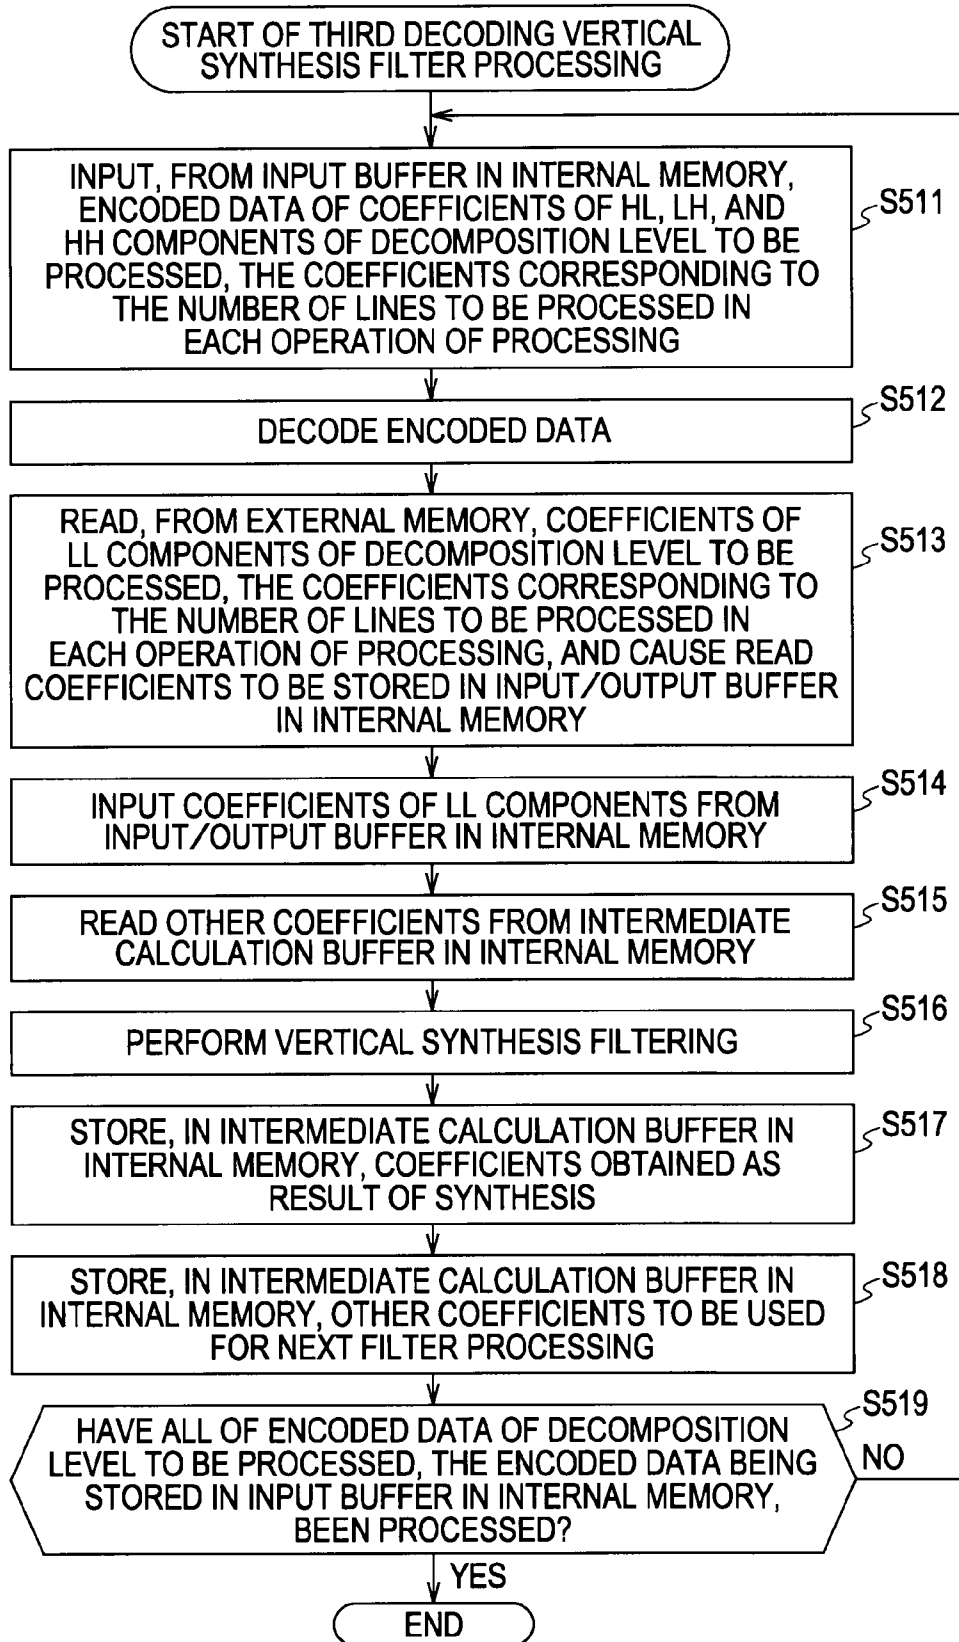 START OF THIRD DECODING VERTICAL
SYNTHESIS FILTER PROCESSING
INPUT, FROM INPUT BUFFER IN INTERNAL MEMORY,
ENCODED DATA OF COEFFICIENTS OF HL, LH, AND
HH COMPONENTS OF DECOMPOSITION LEVEL TO BE
PROCESSED, THE COEFFICIENTS CORRESPONDING TO
THE NUMBER OF LINES TO BE PROCESSED IN
EACH OPERATION OF PROCESSING
S511
DECODE ENCODED DATA
S512
READ, FROM EXTERNAL MEMORY, COEFFICIENTS OF
LL COMPONENTS OF DECOMPOSITION LEVEL TO BE
PROCESSED, THE COEFFICIENTS CORRESPONDING TO
THE NUMBER OF LINES TO BE PROCESSED IN
EACH OPERATION OF PROCESSING, AND CAUSE READ
COEFFICIENTS TO BE STORED IN INPUT/OUTPUT BUFFER
IN INTERNAL MEMORY
S513
INPUT COEFFICIENTS OF LL COMPONENTS FROM
INPUT/OUTPUT BUFFER IN INTERNAL MEMORY
S514
READ OTHER COEFFICIENTS FROM INTERMEDIATE
CALCULATION BUFFER IN INTERNAL MEMORY
S515
PERFORM VERTICAL SYNTHESIS FILTERING
S516
STORE, IN INTERMEDIATE CALCULATION BUFFER IN
INTERNAL MEMORY, COEFFICIENTS OBTAINED AS
RESULT OF SYNTHESIS
S517
STORE, IN INTERMEDIATE CALCULATION BUFFER IN
INTERNAL MEMORY, OTHER COEFFICIENTS TO BE USED
FOR NEXT FILTER PROCESSING
S518
HAVE ALL OF ENCODED DATA OF DECOMPOSITION
LEVEL TO BE PROCESSED, THE ENCODED DATA BEING
STORED IN INPUT BUFFER IN INTERNAL MEMORY,
BEEN PROCESSED?
S519
NO
YES
END